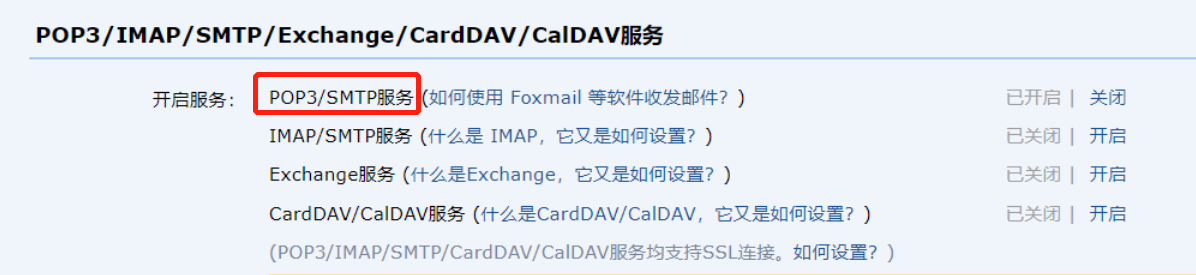 POP3/IMAP/SMTP/Exchange/CardDAV/CalDAV服务
开启服务： POP3/SMTP服务 (如何使用 Foxmail 等软件收发邮件？) 已开启 | 关闭
IMAP/SMTP服务 (什么是 IMAP，它又是如何设置？) 已关闭 | 开启
Exchange服务 (什么是Exchange，它又是如何设置？) 已关闭 | 开启
CardDAV/CalDAV服务 (什么是CardDAV/CalDAV，它又是如何设置？) 已关闭 | 开启
(POP3/IMAP/SMTP/CardDAV/CalDAV服务均支持SSL连接。如何设置？)